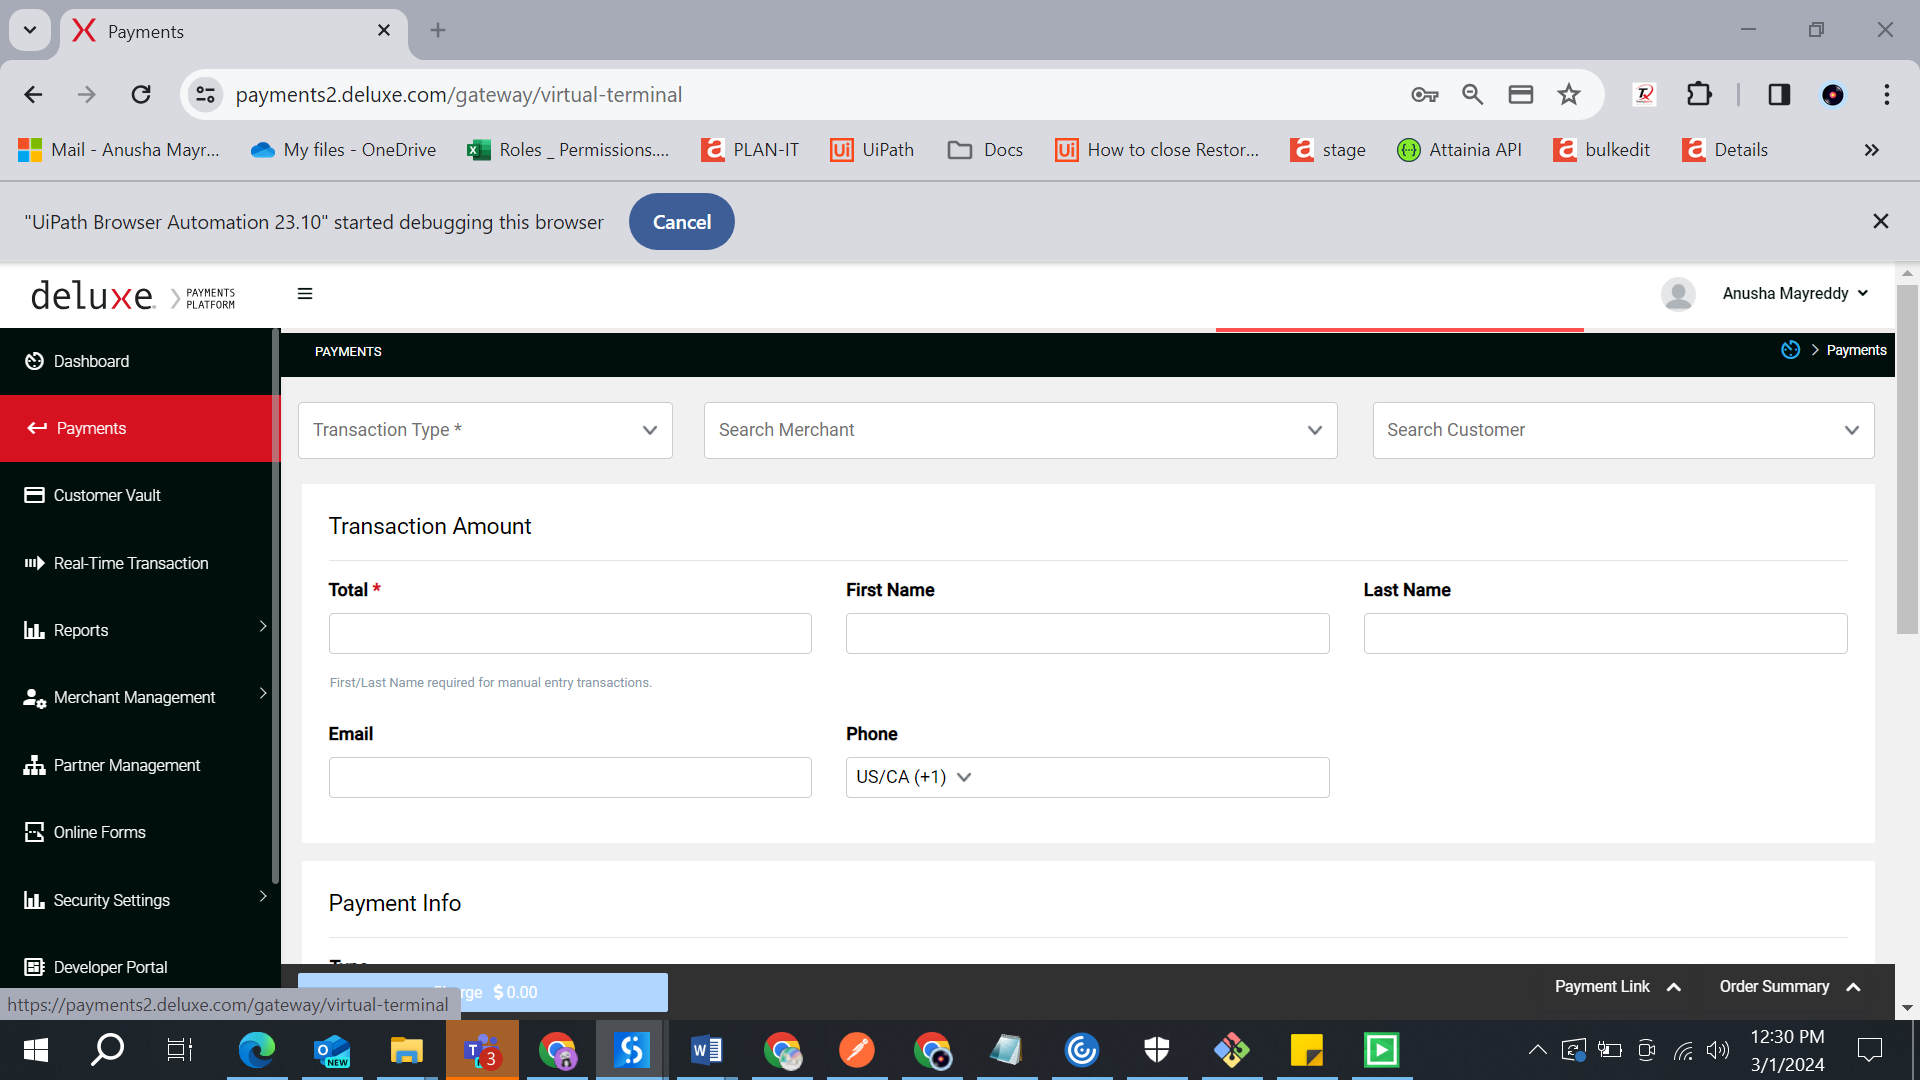 Payments
payments2.deluxe.com/gateway/virtual-terminal
Mail - Anusha Mayr...
My files - OneDrive
Roles _ Permissions....
PLAN-IT
UiPath
Docs
How to close Restor...
stage
Attainia API
bulkedit
Details
"UiPath Browser Automation 23.10" started debugging this browser
Cancel
deluxe. PAYMENTS PLATFORM
Anusha Mayreddy
Dashboard
Payments
Customer Vault
Real-Time Transaction
Reports
Merchant Management
Partner Management
Online Forms
Security Settings
Developer Portal
PAYMENTS
Payments
Transaction Type *
Search Merchant
Search Customer
Transaction Amount
Total *
First Name
Last Name
First/Last Name required for manual entry transactions.
Email
Phone
US/CA (+1)
Payment Info
$ 0.00
Payment Link
Order Summary
https://payments2.deluxe.com/gateway/virtual-terminal
NEW
3
12:30 PM
3/1/2024